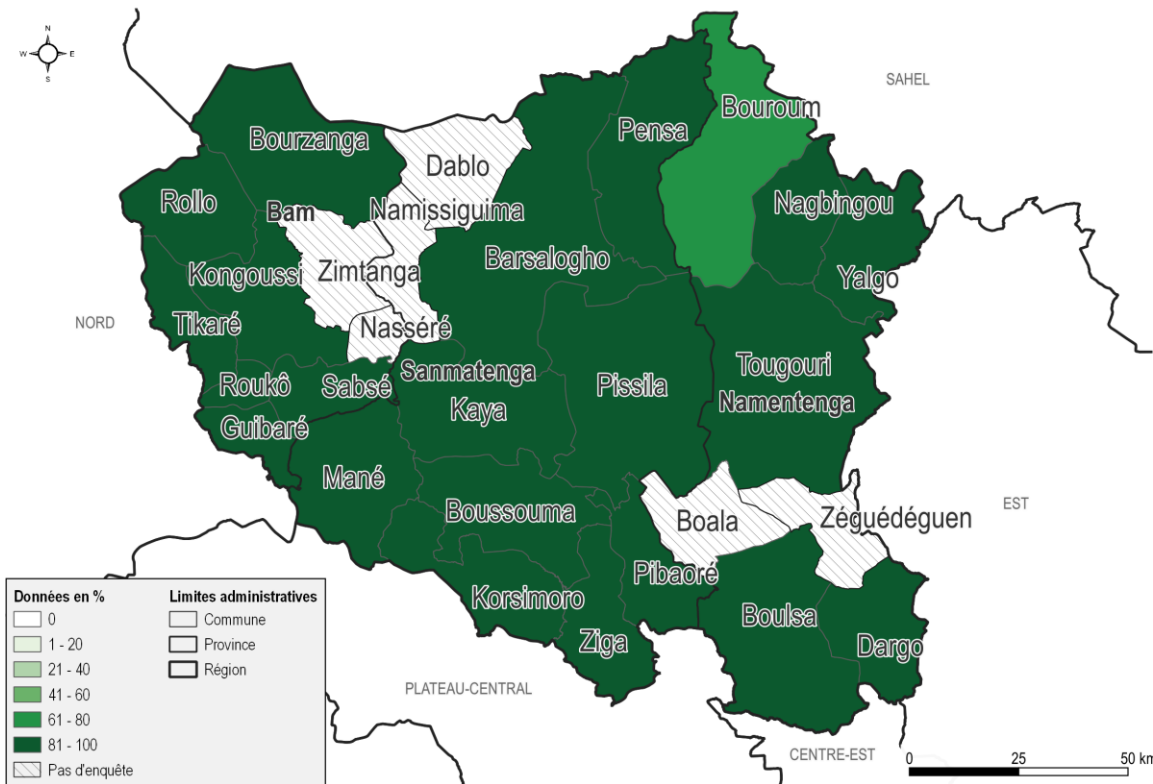 N
W E
S
SAHEL
Bouroum
Pensa
Bourzanga
Dablo
Rollo
Bam
Namissiguima
Nagbingou
Barsalogho
Zimtanga
Kongoussi
Yalgo
NORD
Tikaré
Nasséré
Tougouri
Sanmatenga
Roukô
Sabsé
Pissila
Namentenga
Kaya
Guibaré
Mané
EST
Boussouma
Boala
Zéguédéguen
Pibaoré
Korsimoro
Boulsa
Ziga
Dargo
PLATEAU-CENTRAL
CENTRE-EST
Données en %
0
1 - 20
21 - 40
41 - 60
61 - 80
81 - 100
Pas d'enquête
Limites administratives
Commune
Province
Région
0 25 50 km